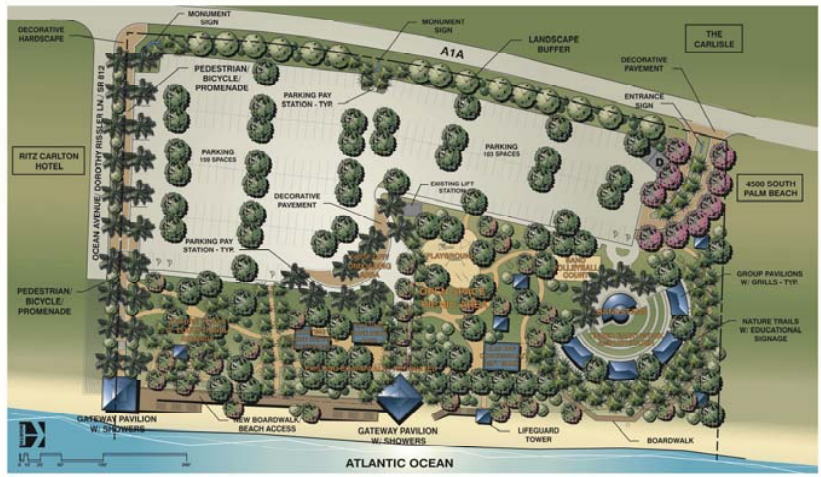 MONUMENT
SIGN
DECORATIVE
HARDSCAPE
MONUMENT
SIGN
LANDSCAPE
BUFFER
THE
CARLISLE
A1A
DECORATIVE
PAVEMENT
PEDESTRIAN/
BICYCLE/
PROMENADE
PARKING PAY
STATION - TYP.
ENTRANCE
SIGN
OCEAN AVENUE/ DOROTHY RISSLER LN./ SR 812
RITZ CARLTON
HOTEL
PARKING
159 SPACES
PARKING
163 SPACES
D
EXISTING LIFT
STATION
4500 SOUTH
PALM BEACH
DECORATIVE
PAVEMENT
PARKING PAY
STATION - TYP.
PLAYGROUND
SAND
VOLLEYBALL
COURT
PEDESTRIAN/
BICYCLE/
PROMENADE
GROUP PAVILIONS
W/ GRILLS - TYP.
NATURE TRAILS
W/ EDUCATIONAL
SIGNAGE
GATEWAY PAVILION
W/ SHOWERS
NEW BOARDWALK/
BEACH ACCESS
GATEWAY PAVILION
W/ SHOWERS
LIFEGUARD
TOWER
BOARDWALK
ATLANTIC OCEAN